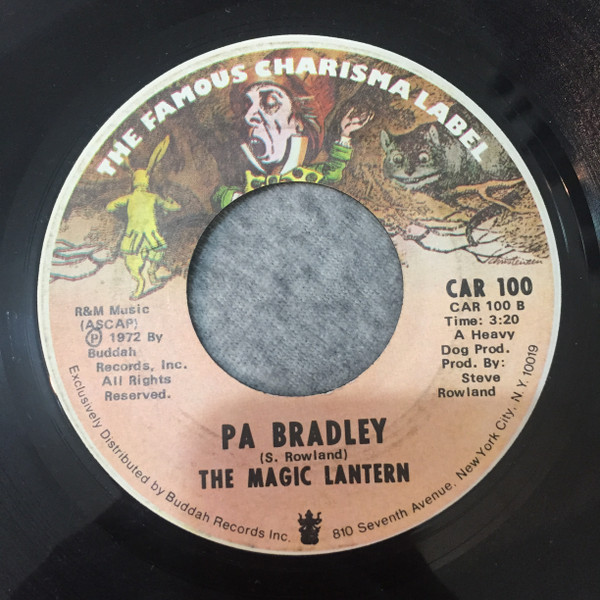 THE FAMOUS CHARISMA LABEL
R&M Music
(ASCAP)
Ⓟ 1972 By
Buddah
Records, Inc.
All Rights
Reserved.
CAR 100
CAR 100 B
Time: 3:20
A Heavy
Dog Prod.
Prod. By:
Steve
Rowland
PA BRADLEY
(S. Rowland)
THE MAGIC LANTERN
Exclusively Distributed by Buddah Records Inc. 810 Seventh Avenue, New York City, N.Y. 10019